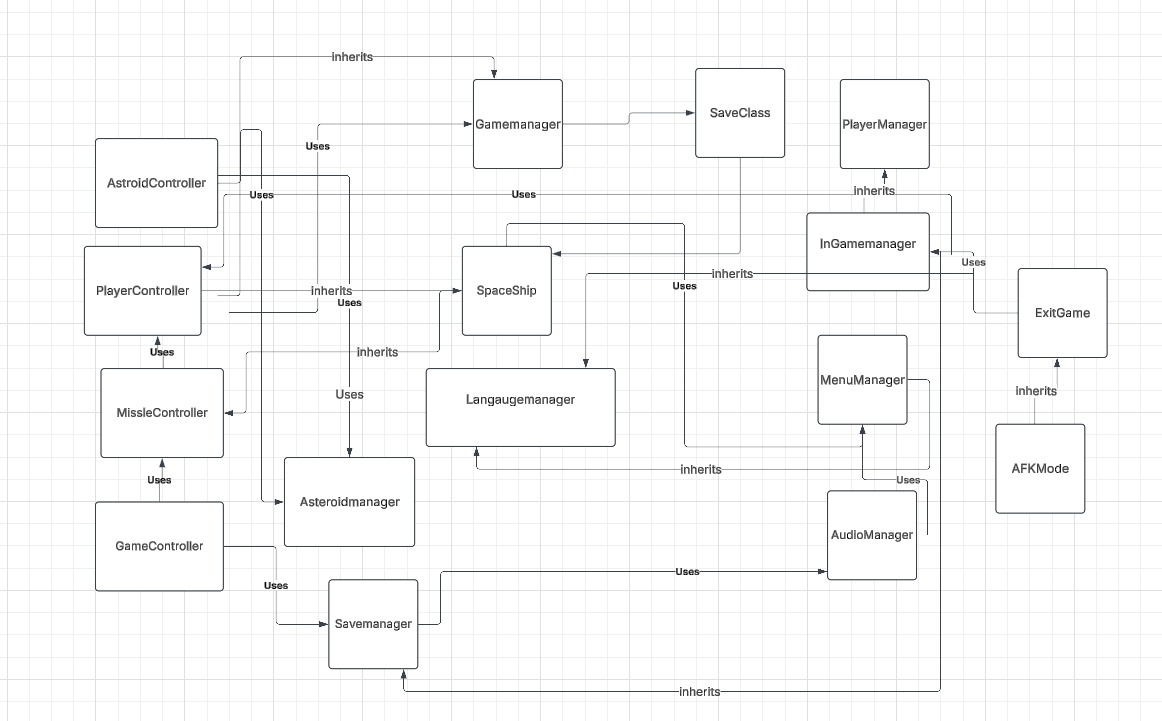 inherits
SaveClass
Gamemanager
PlayerManager
Uses
AstroidController
inherits
Uses
Uses
InGamemanager
Uses
inherits
Uses
PlayerController
inherits
SpaceShip
Uses
ExitGame
Uses
inherits
MenuManager
inherits
Uses
Langaugemanager
MissleController
inherits
AFKMode
Uses
Uses
Asteroidmanager
AudioManager
GameController
Uses
Uses
Savemanager
inherits